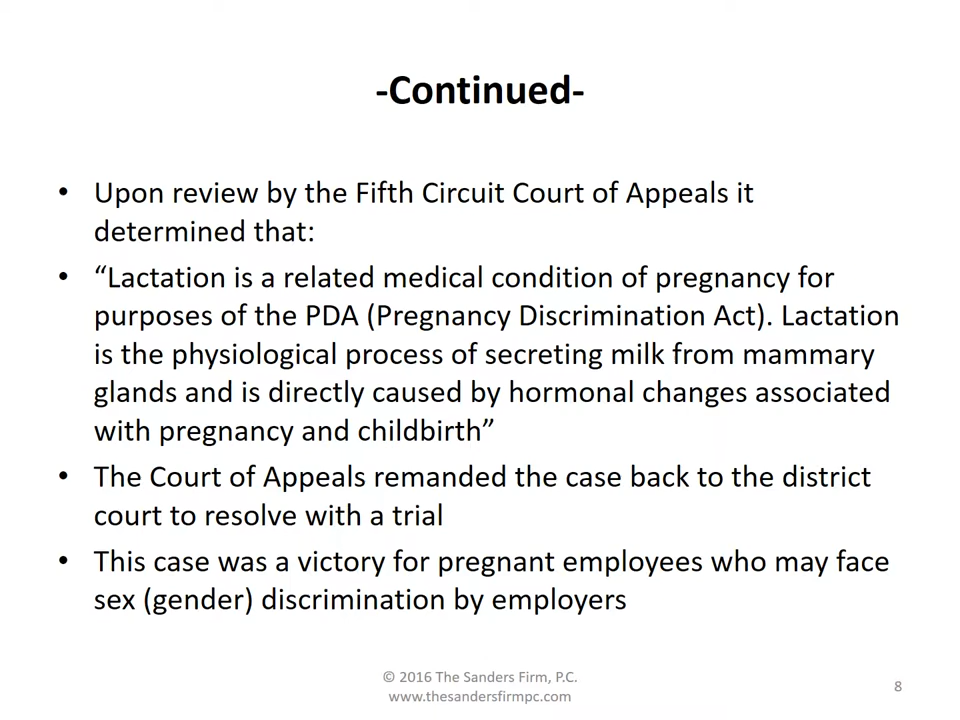 -Continued-
• Upon review by the Fifth Circuit Court of Appeals it
determined that:
• “Lactation is a related medical condition of pregnancy for
purposes of the PDA (Pregnancy Discrimination Act). Lactation
is the physiological process of secreting milk from mammary
glands and is directly caused by hormonal changes associated
with pregnancy and childbirth”
• The Court of Appeals remanded the case back to the district
court to resolve with a trial
• This case was a victory for pregnant employees who may face
sex (gender) discrimination by employers
© 2016 The Sanders Firm, P.C.
www.thesandersfirmpc.com
8